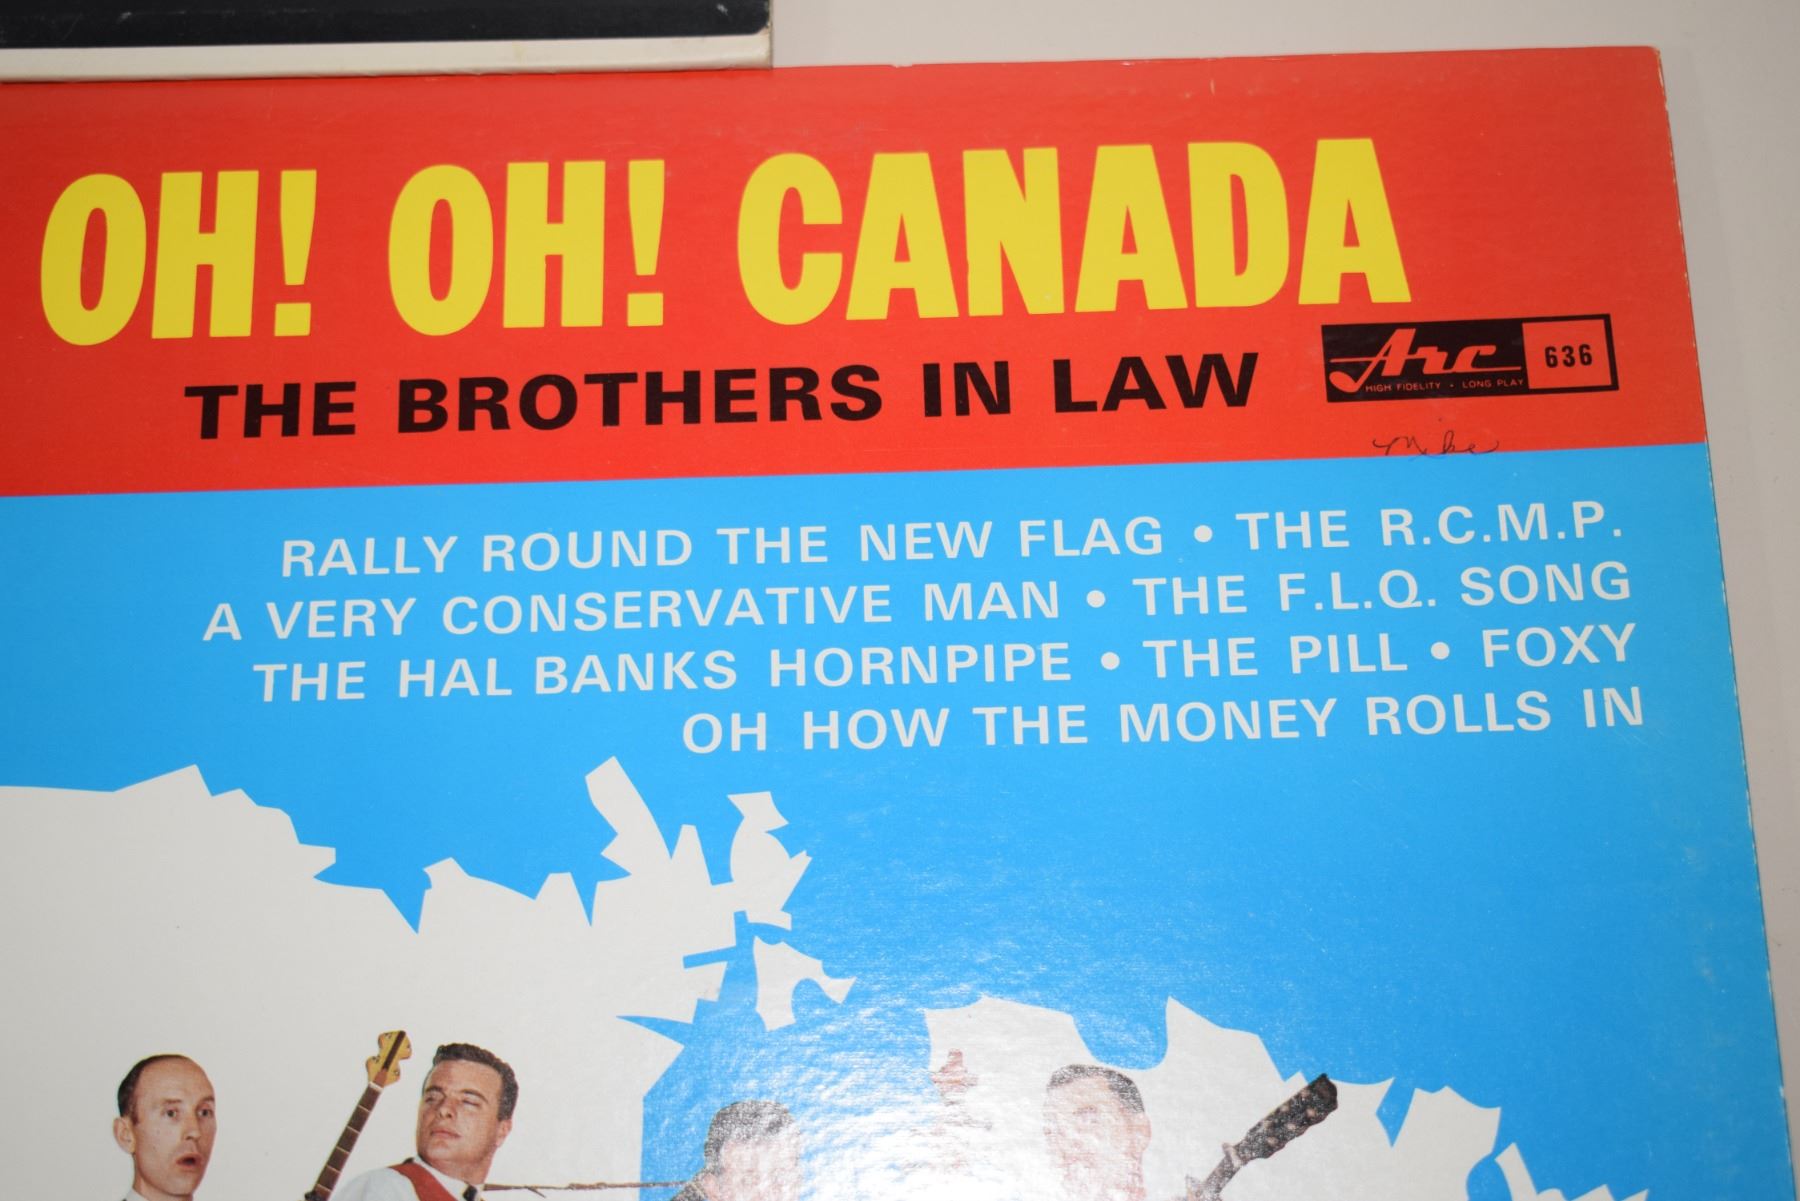 OH! OH! CANADA
THE BROTHERS IN LAW
Arc 636
HIGH FIDELITY • LONG PLAY
Mike
RALLY ROUND THE NEW FLAG • THE R.C.M.P.
A VERY CONSERVATIVE MAN • THE F.L.Q. SONG
THE HAL BANKS HORNPIPE • THE PILL • FOXY
OH HOW THE MONEY ROLLS IN